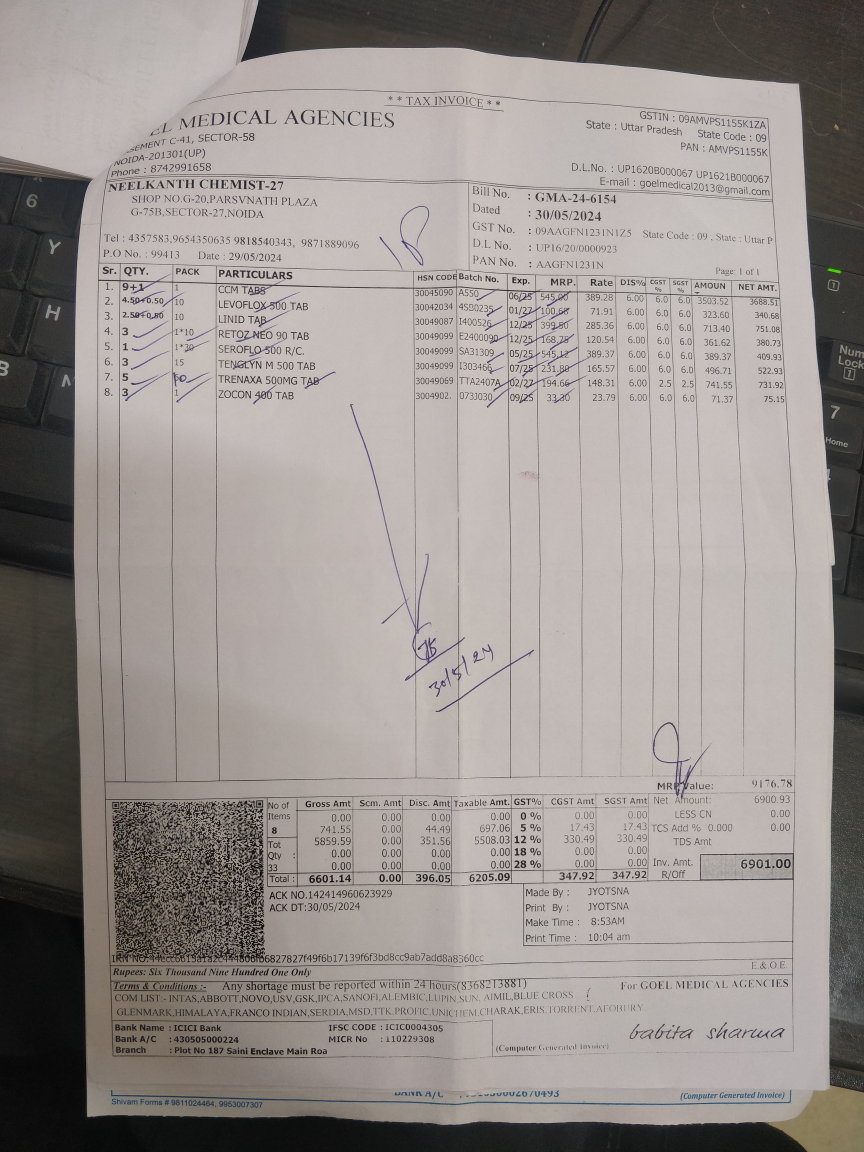 * * TAX INVOICE * *
MEDICAL AGENCIES
C-41, SECTOR-58
NOIDA-201301(UP)
Phone : 8742991658
GSTIN : 09AMVPS1155K1ZA
State : Uttar Pradesh State Code : 09
PAN : AMVPS1155K
D.L.No. : UP1620B000067 UP1621B000067
E-mail : goelmedical2013@gmail.com
NEELKANTH CHEMIST-27
SHOP NO.G-20,PARSVNATH PLAZA
G-75B,SECTOR-27,NOIDA
Tel : 4357583,9654350635 9818540343, 9871889096
P.O No. : 99413 Date : 29/05/2024
18
Bill No. : GMA-24-6154
Dated : 30/05/2024
GST No. : 09AAGFN1231N1Z5 State Code : 09 , State : Uttar P
D.L No. : UP16/20/0000923
PAN No. : AAGFN1231N
Page: 1 of 1
Sr. QTY. PACK PARTICULARS HSN CODE Batch No. Exp. MRP. Rate DIS% CGST % SGST % AMOUN NET AMT.
1. 9+1 1 CCM TABS 30045090 A550 06/25 545.00 389.28 6.00 6.0 6.0 3503.52 3688.51
2. 4.50+0.50 10 LEVOFLOX 500 TAB 30042034 4SB0235 01/27 100.68 71.91 6.00 6.0 6.0 323.60 340.68
3. 2.50+0.50 10 LINID TAB 30049087 I400526 12/25 399.50 285.36 6.00 6.0 6.0 713.40 751.08
4. 3 1*10 RETOZ NEO 90 TAB 30049099 E2400090 12/25 168.75 120.54 6.00 6.0 6.0 361.62 380.73
5. 1 1*30 SEROFLO 500 R/C. 30049099 SA31309 05/25 545.12 389.37 6.00 6.0 6.0 389.37 409.93
6. 3 15 TENGLYN M 500 TAB 30049099 I303466 07/25 231.80 165.57 6.00 6.0 6.0 496.71 522.93
7. 5 TRENAXA 500MG TAB 30049069 TTA2407A 02/27 194.66 148.31 6.00 2.5 2.5 741.55 731.92
8. 3 1 ZOCON 400 TAB 3004902. 073J030 09/25 33.30 23.79 6.00 6.0 6.0 71.37 75.15
30/5/24
MRP Value: 9176.78
No of Items 8 Tot Qty : 33
Gross Amt Scm. Amt Disc. Amt Taxable Amt. GST% CGST Amt SGST Amt
0.00 0.00 0.00 0.00 0 % 0.00 0.00
741.55 0.00 44.49 697.06 5 % 17.43 17.43
5859.59 0.00 351.56 5508.03 12 % 330.49 330.49
0.00 0.00 0.00 0.00 18 % 0.00 0.00
0.00 0.00 0.00 0.00 28 % 0.00 0.00
Total : 6601.14 0.00 396.05 6205.09 347.92 347.92
Net Amount: 6900.93
LESS CN 0.00
TCS Add % 0.000 0.00
TDS Amt
Inv. Amt. 6901.00
R/Off
ACK NO.142414960623929
ACK DT:30/05/2024
Made By : JYOTSNA
Print By : JYOTSNA
Make Time : 8:53AM
Print Time : 10:04 am
Rupees: Six Thousand Nine Hundred One Only
E.& O.E.
Terms & Conditions :- Any shortage must be reported within 24 hours(8368213881)
For GOEL MEDICAL AGENCIES
COM LIST:- INTAS,ABBOTT,NOVO,USV,GSK,IPCA,SANOFI,ALEMBIC,LUPIN,SUN, AIMIL,BLUE CROSS
GLENMARK,HIMALAYA,FRANCO INDIAN,SERDIA,MSD,TTK,PROFIC,UNICHEM,CHARAK,ERIS,TORRENT,AFOBURY.
Bank Name : ICICI Bank IFSC CODE : ICIC0004305
Bank A/C : 430505000224 MICR No : 110229308
Branch : Plot No 187 Saini Enclave Main Roa
babita sharma
(Computer Generated Invoice)
BANK A/C
Shivam Forms # 9811024464, 9953007307
(Computer Generated Invoice)